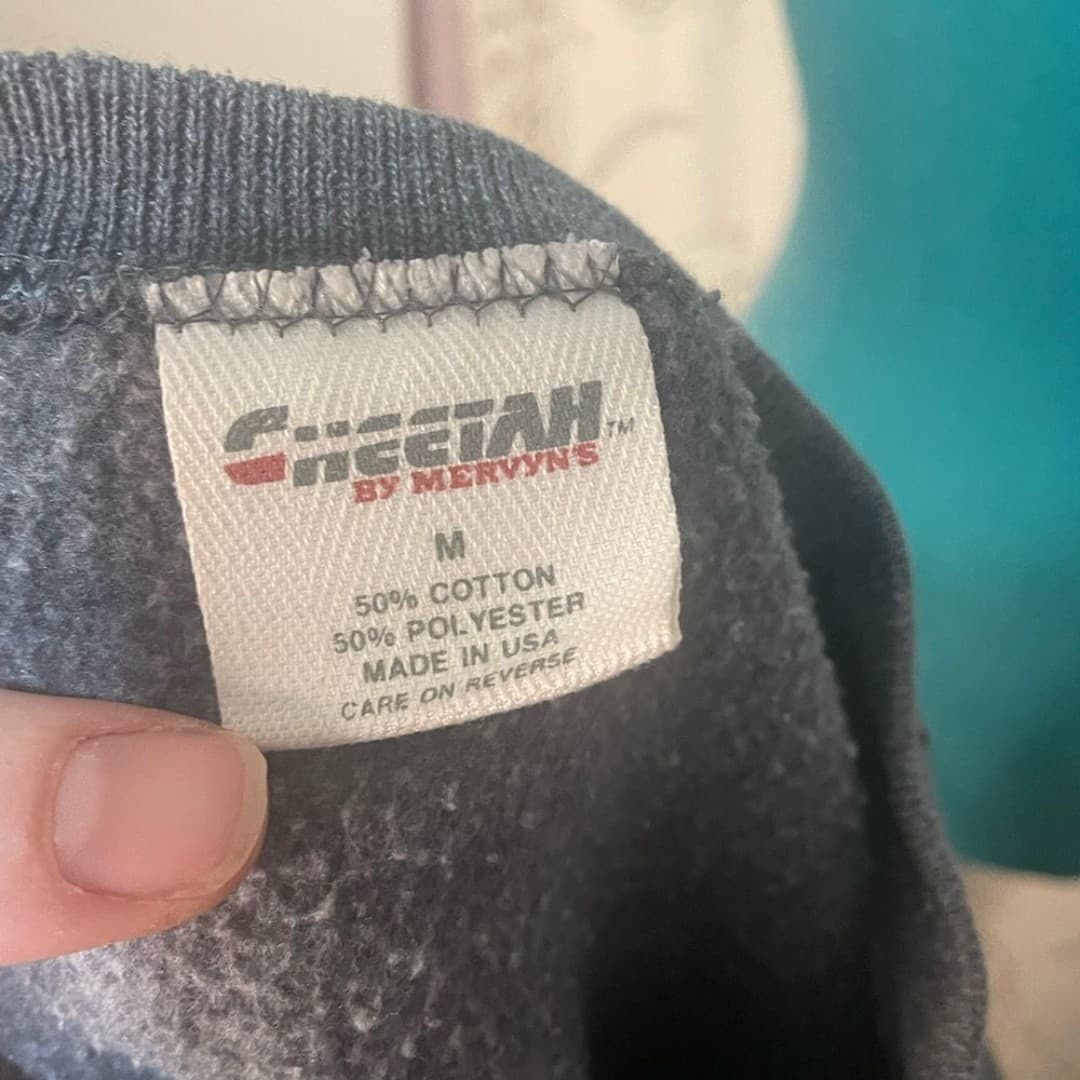 CHEETAH™
BY MERVYN'S
M
50% COTTON
50% POLYESTER
MADE IN USA
CARE ON REVERSE